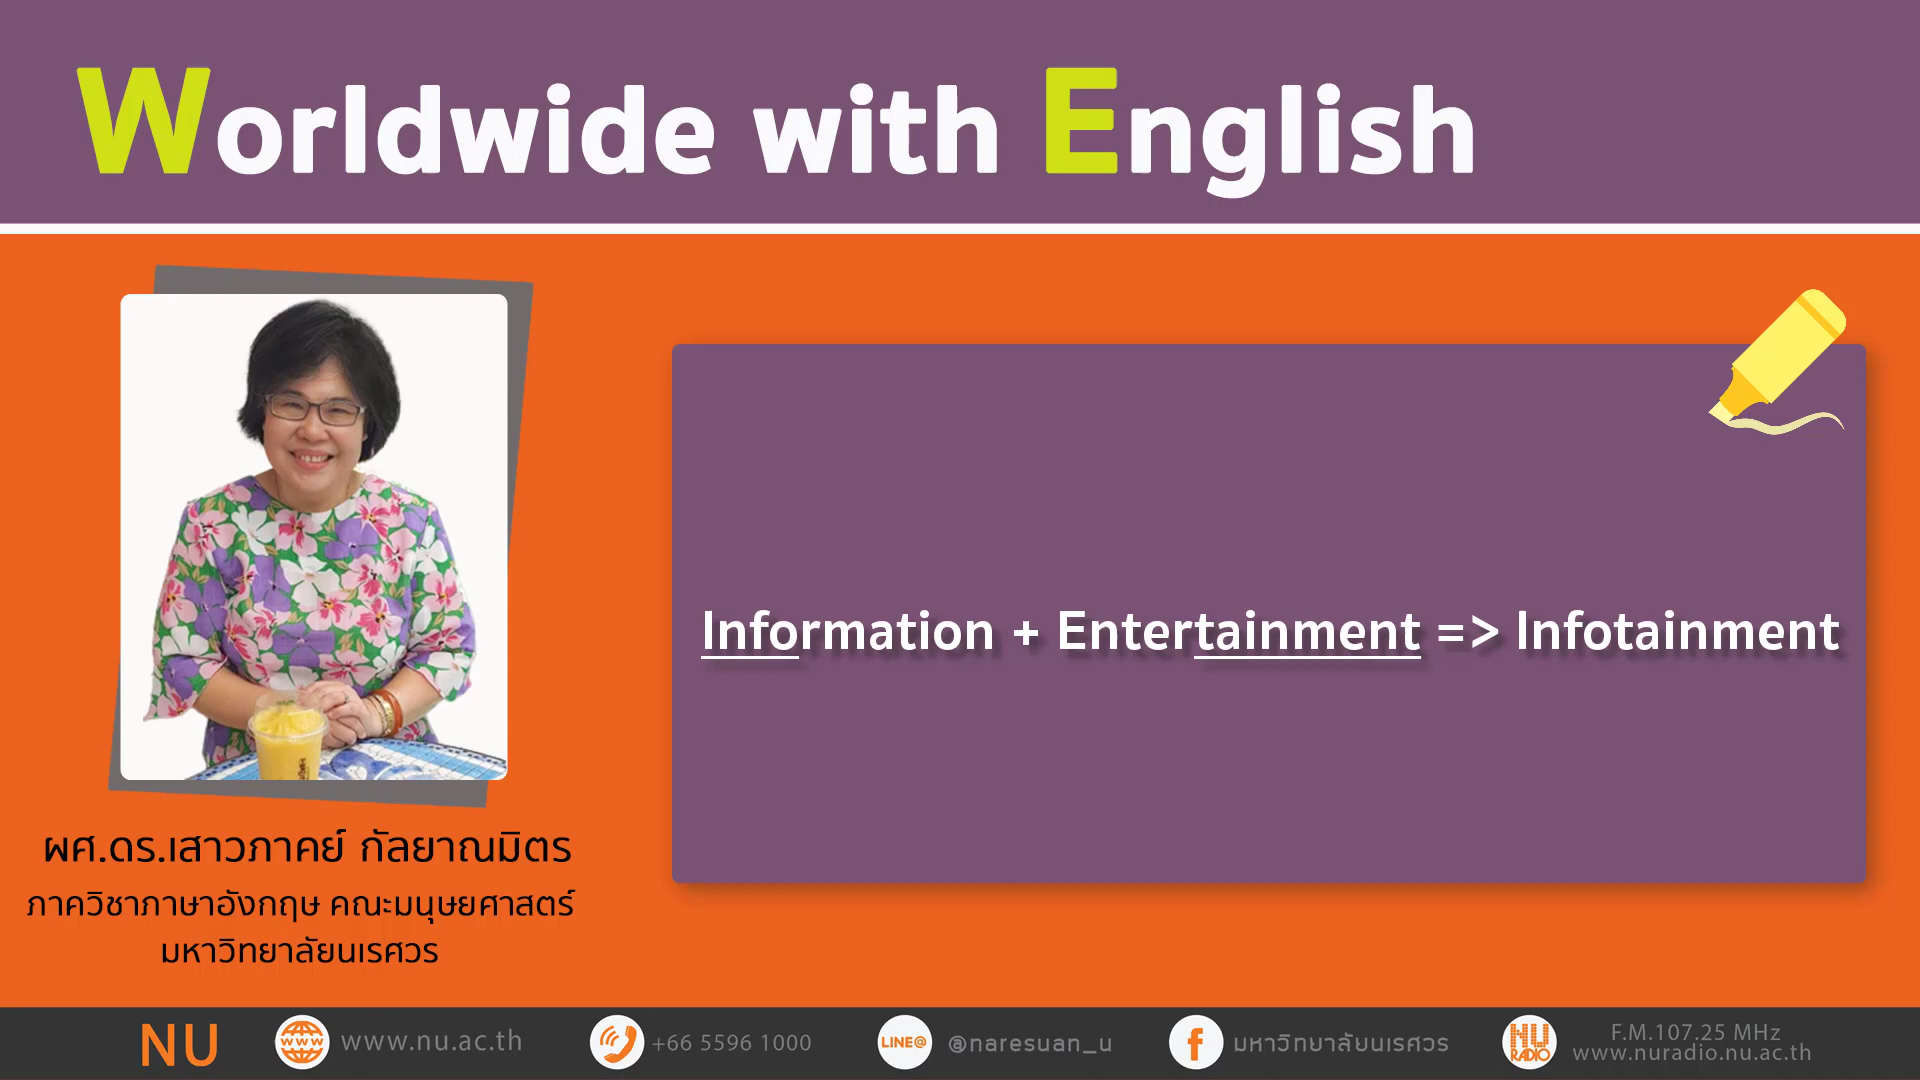 Worldwide with English
Information + Entertainment => Infotainment
ผศ.ดร.เสาวภาคย์ กัลยาณมิตร
ภาควิชาภาษาอังกฤษ คณะมนุษยศาสตร์
มหาวิทยาลัยนเรศวร
NU
WWW
www.nu.ac.th
+66 5596 1000
LINE@
@naresuan_u
f
มหาวิทยาลัยนเรศวร
NU
RADIO
F.M.107.25 MHz
www.nuradio.nu.ac.th